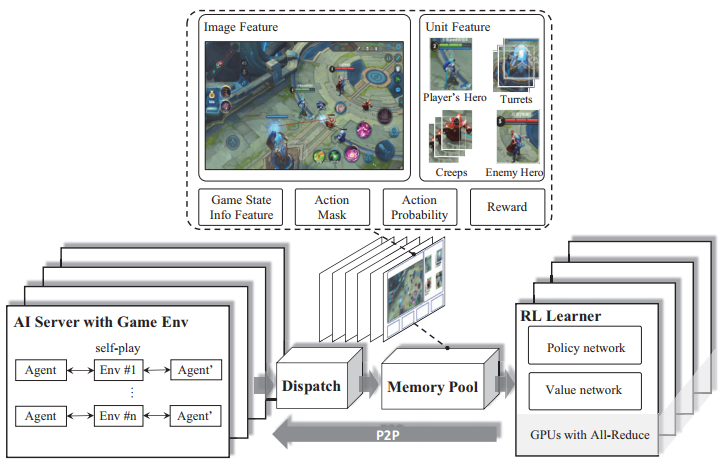 Image Feature
Unit Feature
Player's Hero
Turrets
Creeps
Enemy Hero
Game State
Info Feature
Action
Mask
Action
Probability
Reward
AI Server with Game Env
self-play
Agent
Env #1
Agent'
⋮
Agent
Env #n
Agent'
Dispatch
Memory Pool
RL Learner
Policy network
Value network
GPUs with All-Reduce
P2P